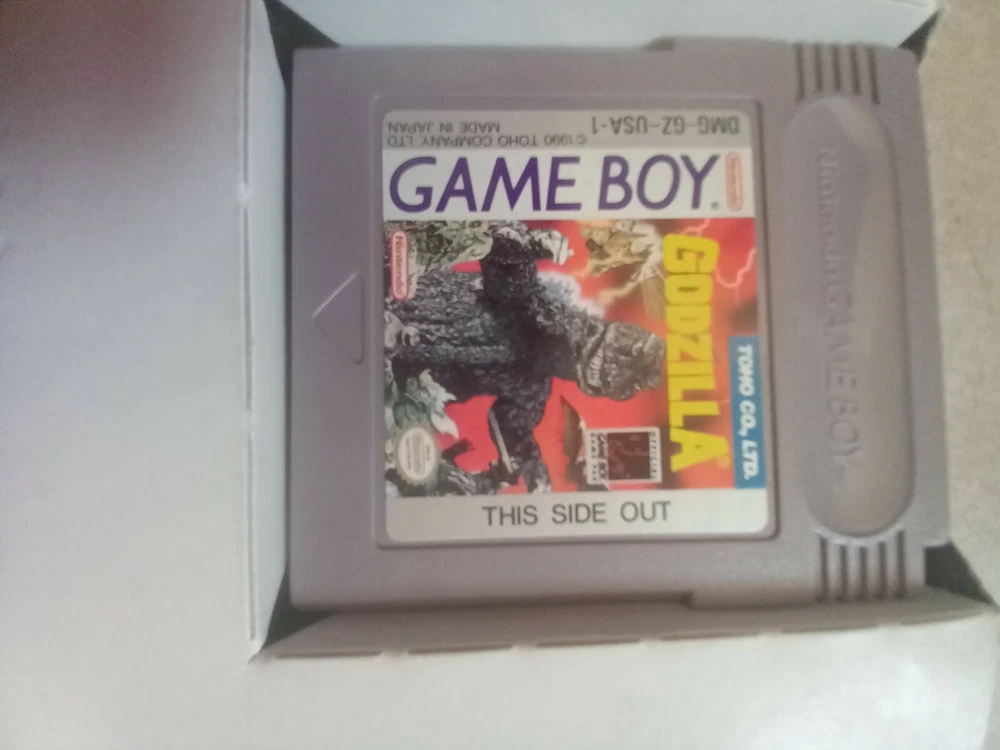 DMG-GZ-USA-1
©1990 TOHO COMPANY, LTD.
MADE IN JAPAN
GAME BOY®
Nintendo
TOHO CO., LTD.
GODZILLA
Nintendo
THIS SIDE OUT
Nintendo GAME BOY